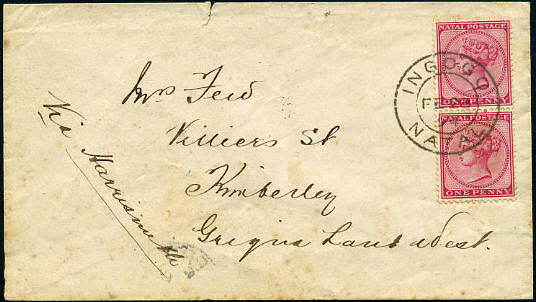 NATAL POSTAGE
ONE PENNY
NATAL POSTAGE
ONE PENNY
INGOGO
FE
NATAL
Mrs
Villiers St
Kimberley
Griqua Land West.
Via Harrismith